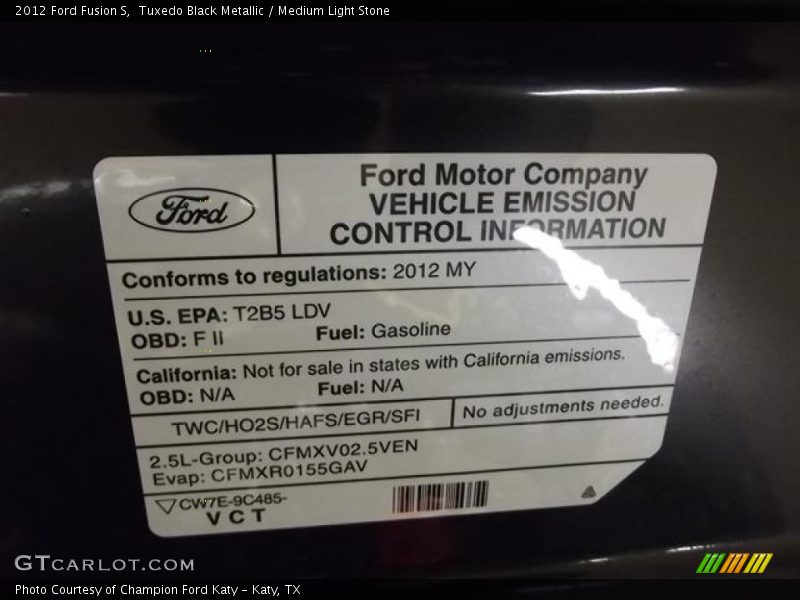 2012 Ford Fusion S,  Tuxedo Black Metallic / Medium Light Stone
Ford
Ford Motor Company
VEHICLE EMISSION
CONTROL INFORMATION
Conforms to regulations: 2012 MY
U.S. EPA: T2B5 LDV
OBD: F II Fuel: Gasoline
California: Not for sale in states with California emissions.
OBD: N/A Fuel: N/A
TWC/HO2S/HAFS/EGR/SFI No adjustments needed.
2.5L-Group: CFMXV02.5VEN
Evap: CFMXR0155GAV
CW7E-9C485-
V C T
GTCARLOT.COM
Photo Courtesy of Champion Ford Katy - Katy, TX